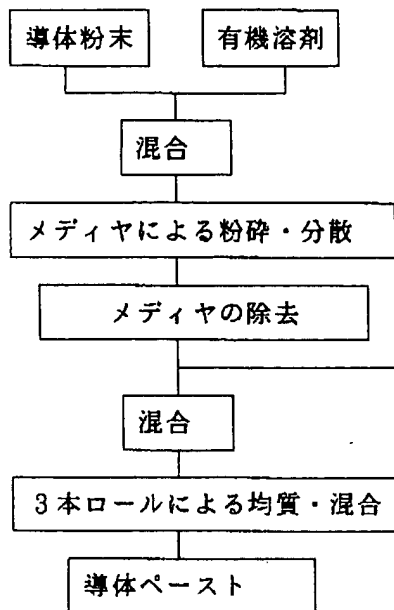 導体粉末
有機溶剤
混合
メディヤによる粉砕・分散
メディヤの除去
混合
3本ロールによる均質・混合
導体ペースト